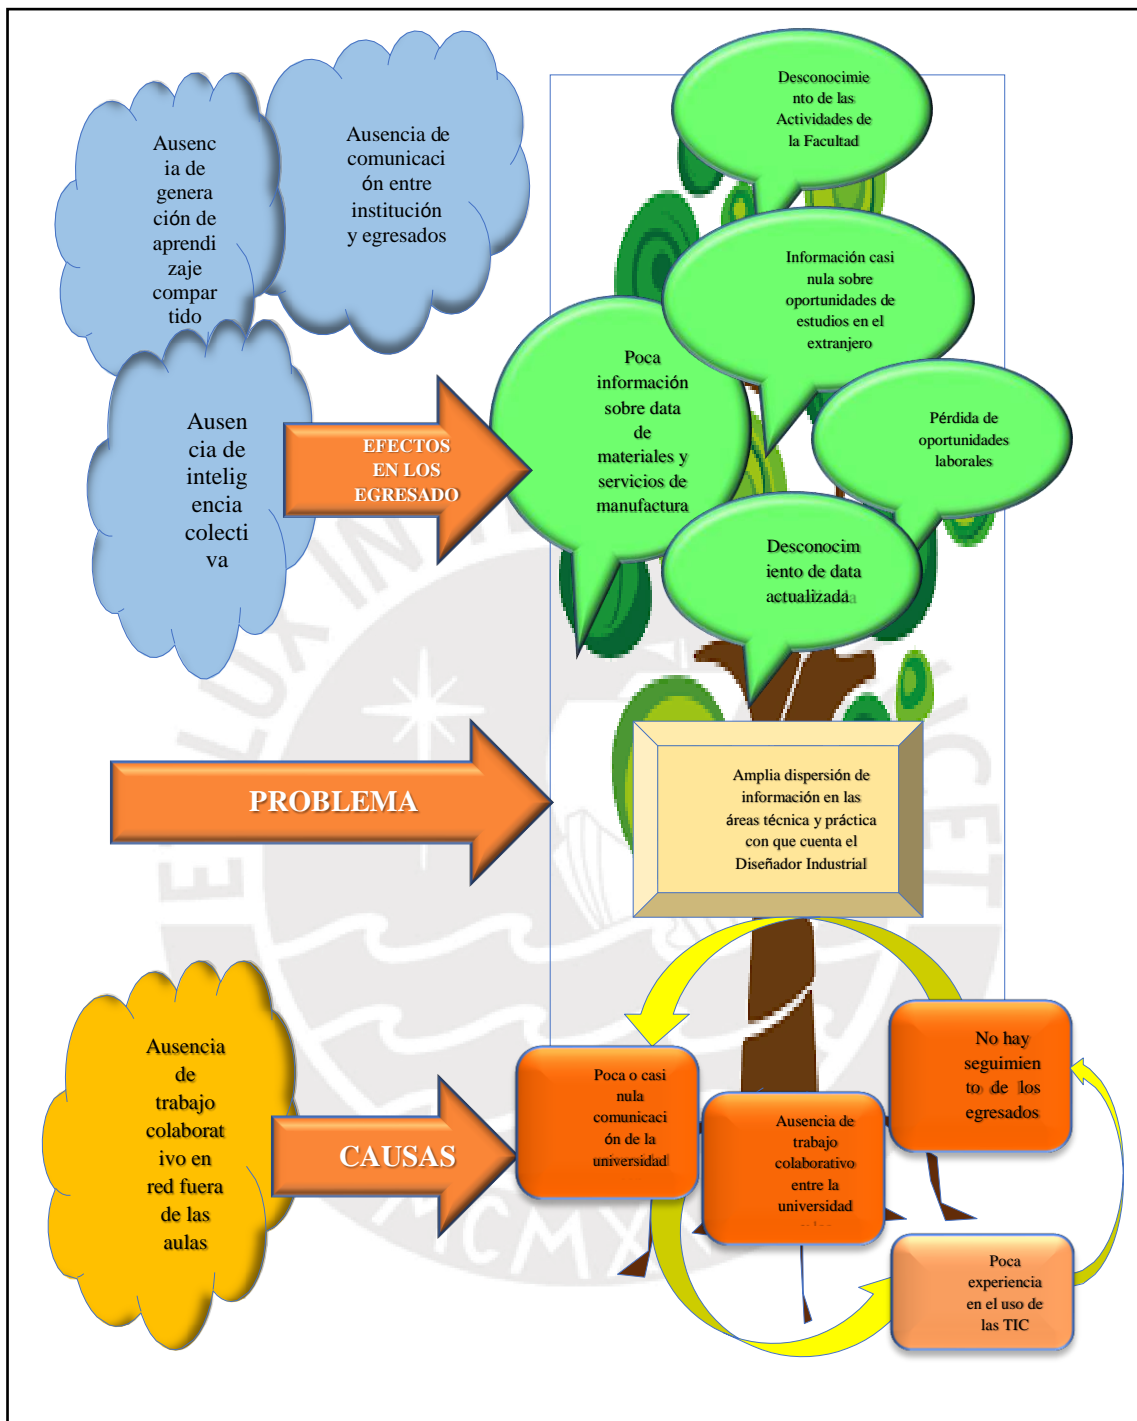 Desconocimie
nto de las
Actividades de
la Facultad
Ausenc
ia de
genera
ción de
aprendi
zaje
compar
tido
Ausencia de
comunicaci
ón entre
institución
y egresados
Información casi
nula sobre
oportunidades de
estudios en el
extranjero
Poca
información
sobre data
de
materiales y
servicios de
manufactura
Pérdida de
oportunidades
laborales
Ausen
cia de
intelig
encia
colecti
va
EFECTOS
EN LOS
EGRESADO
Desconocim
iento de data
actualizada
PROBLEMA
Amplia dispersión de
información en las
áreas técnica y práctica
con que cuenta el
Diseñador Industrial
Ausencia
de
trabajo
colaborat
ivo en
red fuera
de las
aulas
CAUSAS
Poca o casi
nula
comunicaci
ón de la
universidad
Ausencia de
trabajo
colaborativo
entre la
universidad
No hay
seguimien
to de los
egresados
Poca
experiencia
en el uso de
las TIC
LUX IN
MCMX